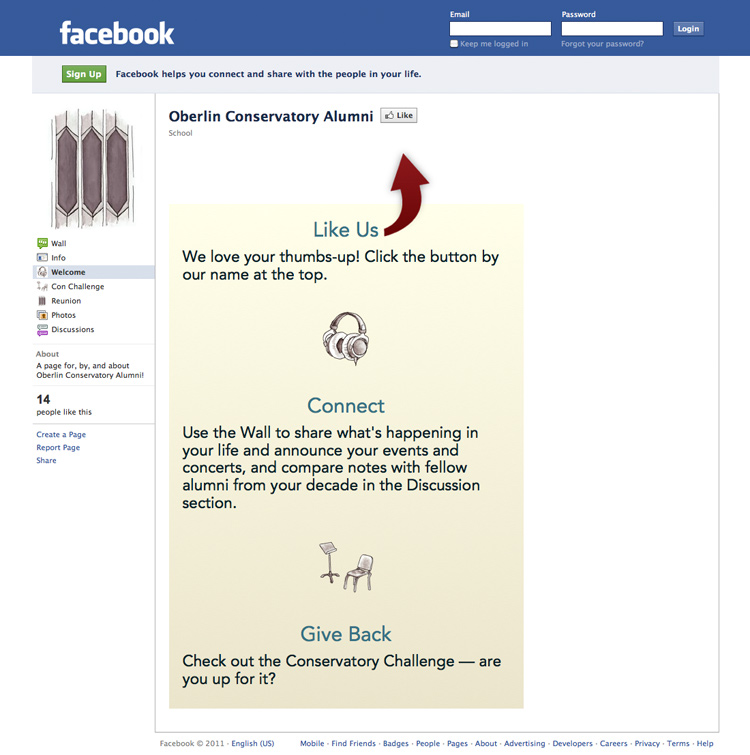 facebook
Email
Password
Keep me logged in
Forgot your password?
Login
Sign Up
Facebook helps you connect and share with the people in your life.
Oberlin Conservatory Alumni
Like
School
Wall
Info
Welcome
Con Challenge
Reunion
Photos
Discussions
About
A page for, by, and about
Oberlin Conservatory Alumni!
14
people like this
Create a Page
Report Page
Share
Like Us
We love your thumbs-up! Click the button by
our name at the top.
Connect
Use the Wall to share what's happening in
your life and announce your events and
concerts, and compare notes with fellow
alumni from your decade in the Discussion
section.
Give Back
Check out the Conservatory Challenge — are
you up for it?
Facebook © 2011 · English (US)
Mobile · Find Friends · Badges · People · Pages · About · Advertising · Developers · Careers · Privacy · Terms · Help